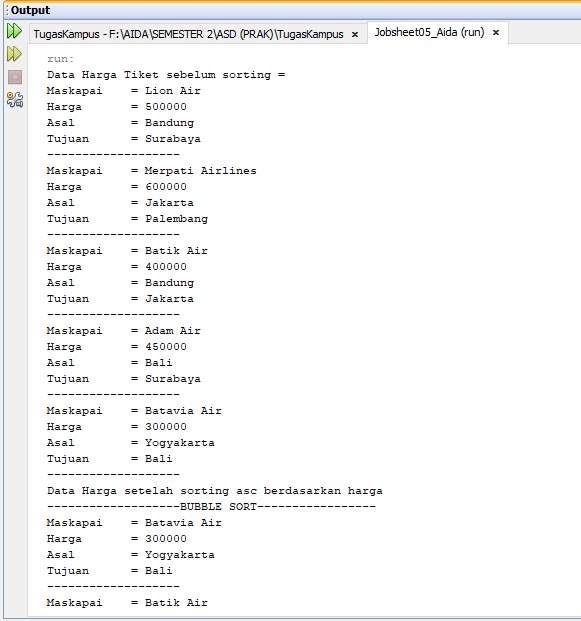 Output
TugasKampus - F:\AIDA\SEMESTER 2\ASD (PRAK)\TugasKampus × Jobsheet05_Aida (run) ×
run:
Data Harga Tiket sebelum sorting =
Maskapai    = Lion Air
Harga       = 500000
Asal        = Bandung
Tujuan      = Surabaya
-------------------
Maskapai    = Merpati Airlines
Harga       = 600000
Asal        = Jakarta
Tujuan      = Palembang
-------------------
Maskapai    = Batik Air
Harga       = 400000
Asal        = Bandung
Tujuan      = Jakarta
-------------------
Maskapai    = Adam Air
Harga       = 450000
Asal        = Bali
Tujuan      = Surabaya
-------------------
Maskapai    = Batavia Air
Harga       = 300000
Asal        = Yogyakarta
Tujuan      = Bali
-------------------
Data Harga setelah sorting asc berdasarkan harga
-------------------BUBBLE SORT-----------------
Maskapai    = Batavia Air
Harga       = 300000
Asal        = Yogyakarta
Tujuan      = Bali
-------------------
Maskapai    = Batik Air